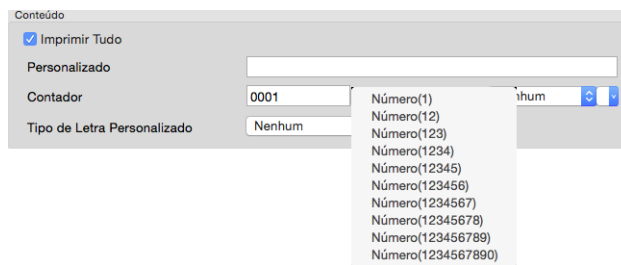 Conteúdo
Imprimir Tudo
Personalizado
Contador 0001
Tipo de Letra Personalizado Nenhum
Número(1)
Número(12)
Número(123)
Número(1234)
Número(12345)
Número(123456)
Número(1234567)
Número(12345678)
Número(123456789)
Número(1234567890)